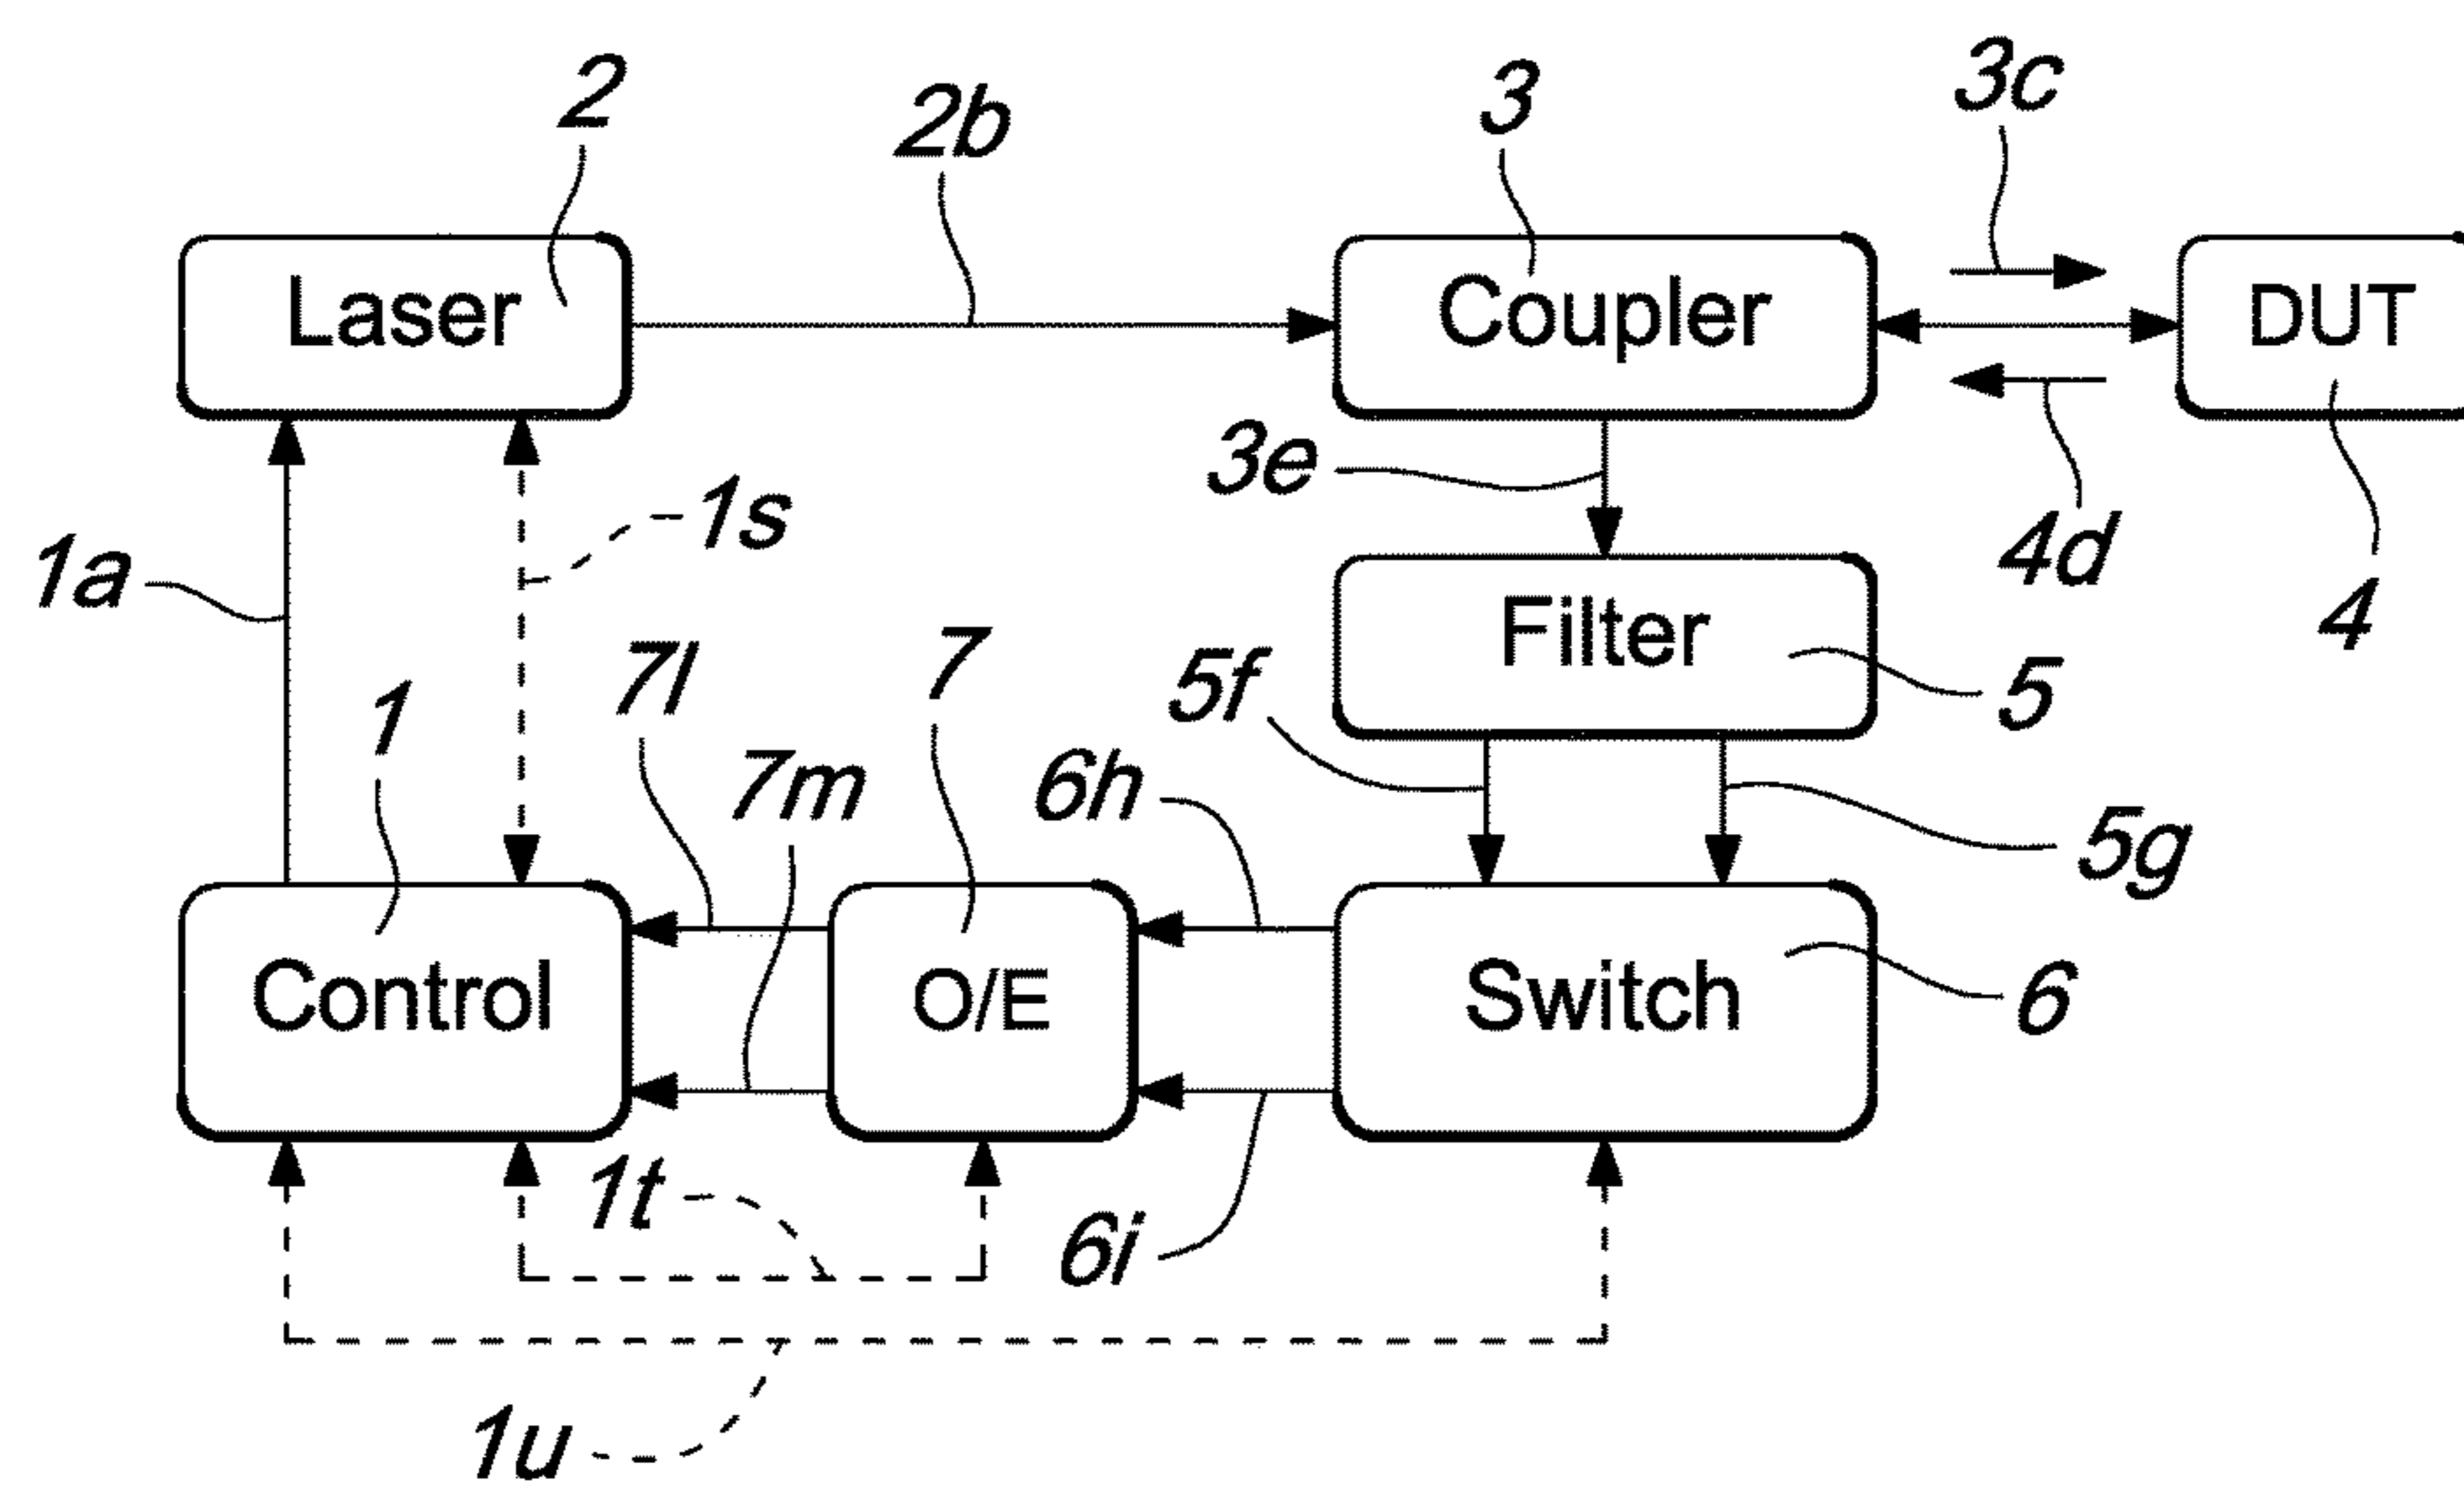 2
2b
3
3c
Laser
Coupler
DUT
3e
1s
1a
4d
4
7l
7
5f
Filter
5
1
7m
6h
5g
Control
O/E
Switch
6
1t
6i
1u